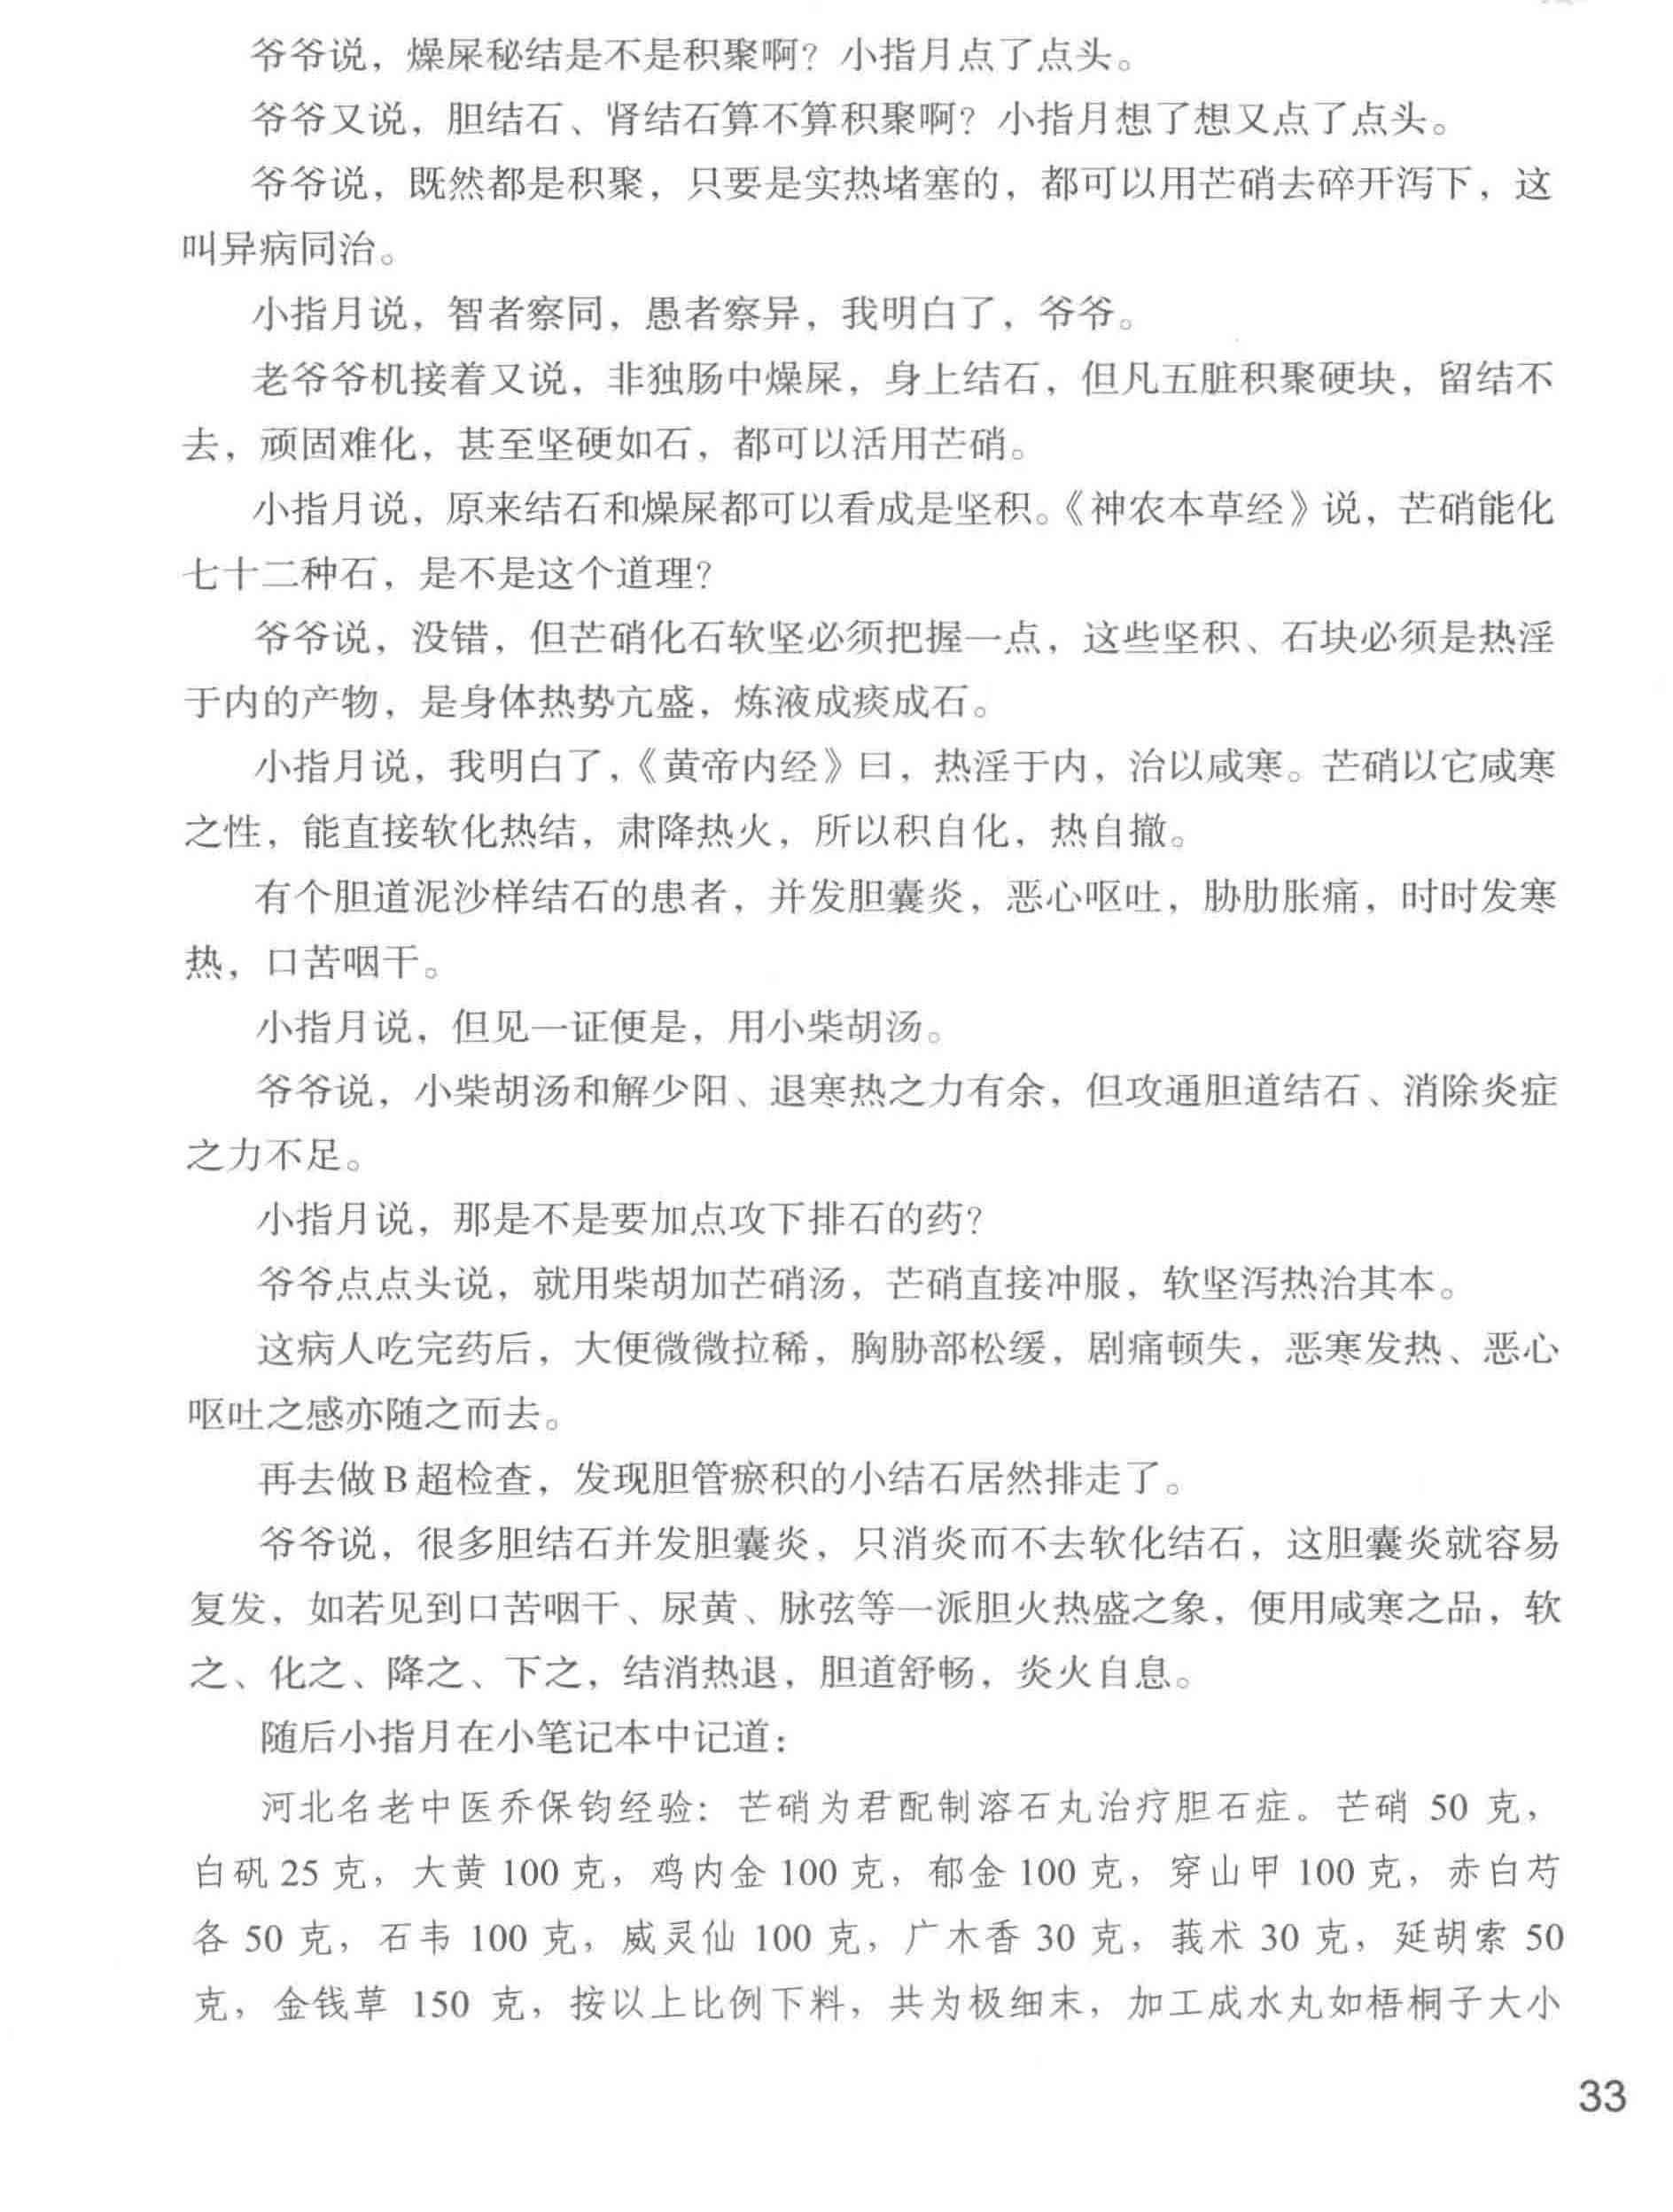 爷爷说，燥屎秘结是不是积聚啊？小指月点了点头。
爷爷又说，胆结石、肾结石算不算积聚啊？小指月想了想又点了点头。
爷爷说，既然都是积聚，只要是实热堵塞的，都可以用芒硝去碎开泻下，这
叫异病同治。
小指月说，智者察同，愚者察异，我明白了，爷爷。
老爷爷机接着又说，非独肠中燥屎，身上结石，但凡五脏积聚硬块，留结不
去，顽固难化，甚至坚硬如石，都可以活用芒硝。
小指月说，原来结石和燥屎都可以看成是坚积。《神农本草经》说，芒硝能化
七十二种石，是不是这个道理？
爷爷说，没错，但芒硝化石软坚必须把握一点，这些坚积、石块必须是热淫
于内的产物，是身体热势亢盛，炼液成痰成石。
小指月说，我明白了，《黄帝内经》曰，热淫于内，治以咸寒。芒硝以它咸寒
之性，能直接软化热结，肃降热火，所以积自化，热自撤。
有个胆道泥沙样结石的患者，并发胆囊炎，恶心呕吐，胁肋胀痛，时时发寒
热，口苦咽干。
小指月说，但见一证便是，用小柴胡汤。
爷爷说，小柴胡汤和解少阳、退寒热之力有余，但攻通胆道结石、消除炎症
之力不足。
小指月说，那是不是要加点攻下排石的药？
爷爷点点头说，就用柴胡加芒硝汤，芒硝直接冲服，软坚泻热治其本。
这病人吃完药后，大便微微拉稀，胸胁部松缓，剧痛顿失，恶寒发热、恶心
呕吐之感亦随之而去。
再去做B超检查，发现胆管瘀积的小结石居然排走了。
爷爷说，很多胆结石并发胆囊炎，只消炎而不去软化结石，这胆囊炎就容易
复发，如若见到口苦咽干、尿黄、脉弦等一派胆火热盛之象，便用咸寒之品，软
之、化之、降之、下之，结消热退，胆道舒畅，炎火自息。
随后小指月在小笔记本中记道：
河北名老中医乔保钧经验：芒硝为君配制溶石丸治疗胆石症。芒硝 50 克，
白矾 25 克，大黄 100 克，鸡内金 100 克，郁金 100 克，穿山甲 100 克，赤白芍
各 50 克，石韦 100 克，威灵仙 100 克，广木香 30 克，莪术 30 克，延胡索 50
克，金钱草 150 克，按以上比例下料，共为极细末，加工成水丸如梧桐子大小
33